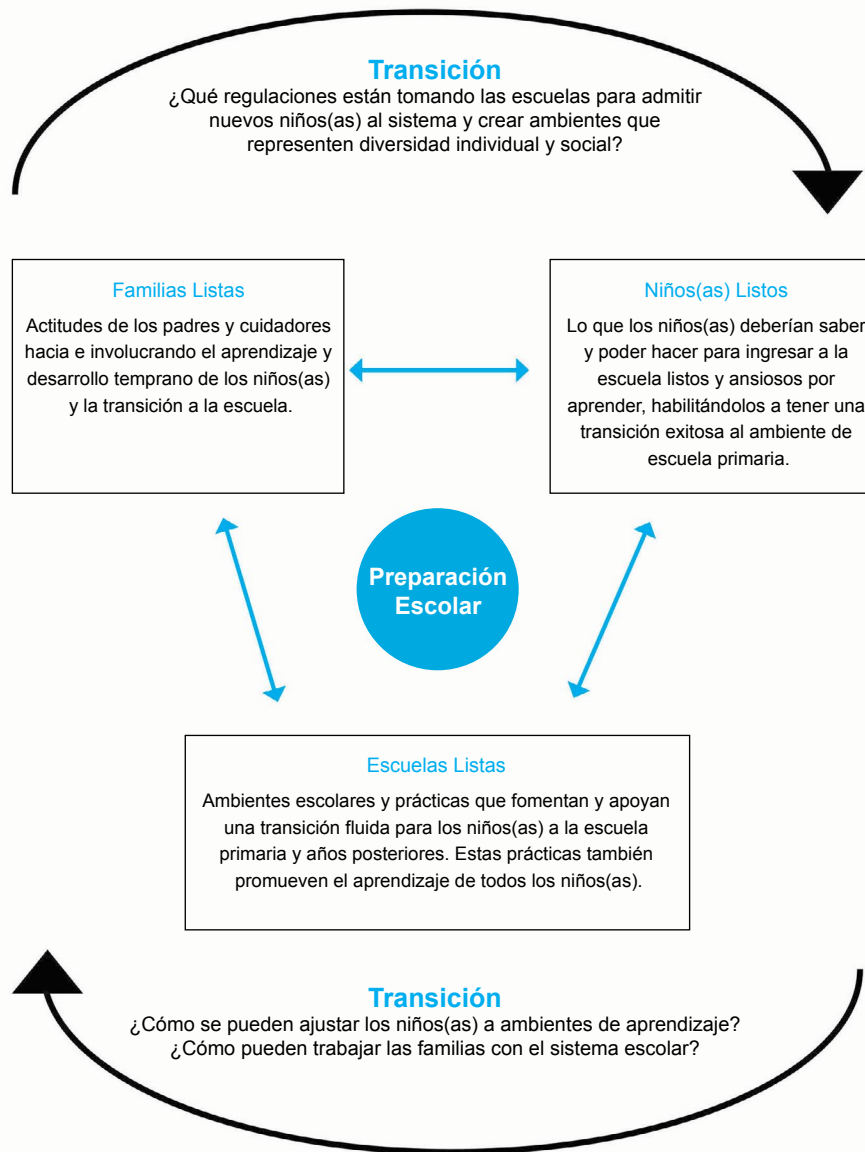 Transición
¿Qué regulaciones están tomando las escuelas para admitir
nuevos niños(as) al sistema y crear ambientes que
representen diversidad individual y social?
Familias Listas
Actitudes de los padres y cuidadores
hacia e involucrando el aprendizaje y
desarrollo temprano de los niños(as)
y la transición a la escuela.
Niños(as) Listos
Lo que los niños(as) deberían saber
y poder hacer para ingresar a la
escuela listos y ansiosos por
aprender, habilitándolos a tener una
transición exitosa al ambiente de
escuela primaria.
Preparación
Escolar
Escuelas Listas
Ambientes escolares y prácticas que fomentan y apoyan
una transición fluida para los niños(as) a la escuela
primaria y años posteriores. Estas prácticas también
promueven el aprendizaje de todos los niños(as).
Transición
¿Cómo se pueden ajustar los niños(as) a ambientes de aprendizaje?
¿Cómo pueden trabajar las familias con el sistema escolar?